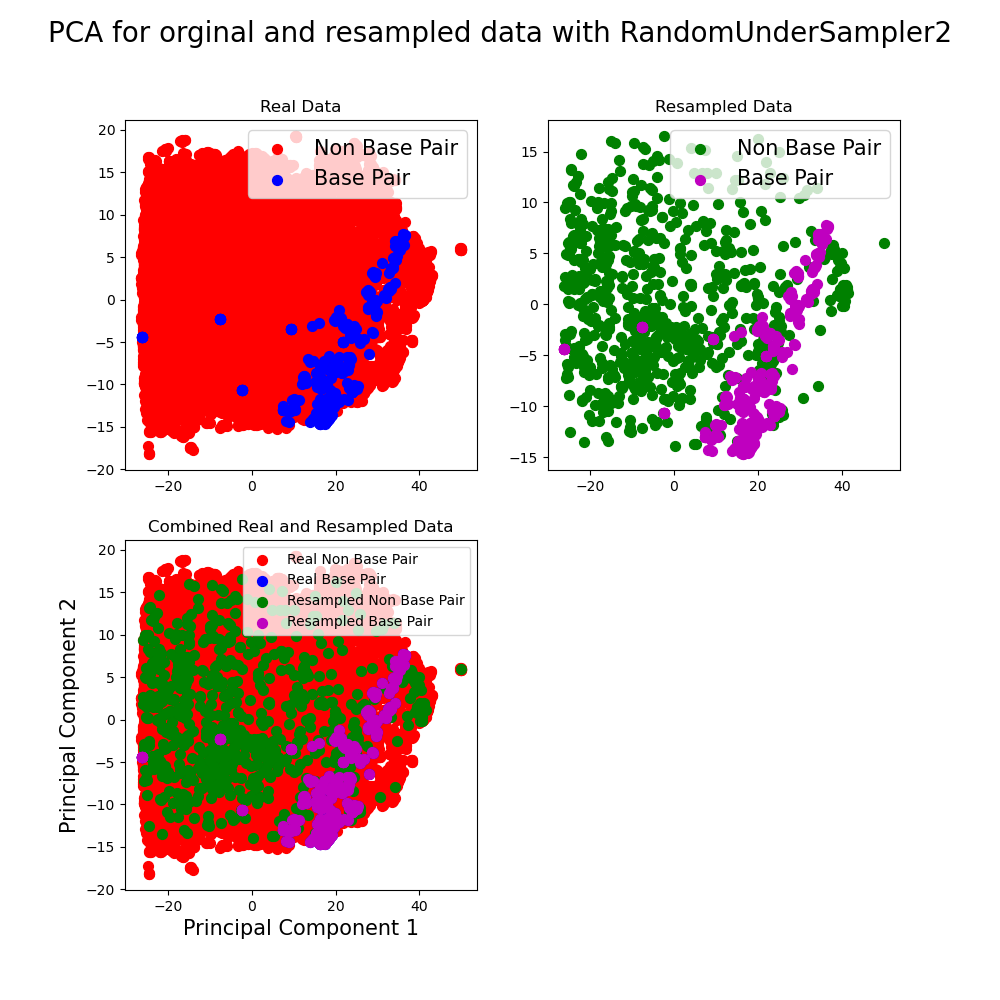 PCA for orginal and resampled data with RandomUnderSampler2
Real Data
Non Base Pair
Base Pair
20
15
10
5
0
−5
−10
−15
−20
−20 0 20 40
Resampled Data
Non Base Pair
Base Pair
15
10
5
0
−5
−10
−15
−20 0 20 40
Combined Real and Resampled Data
Real Non Base Pair
Real Base Pair
Resampled Non Base Pair
Resampled Base Pair
Principal Component 2
20
15
10
5
0
−5
−10
−15
−20
−20 0 20 40
Principal Component 1